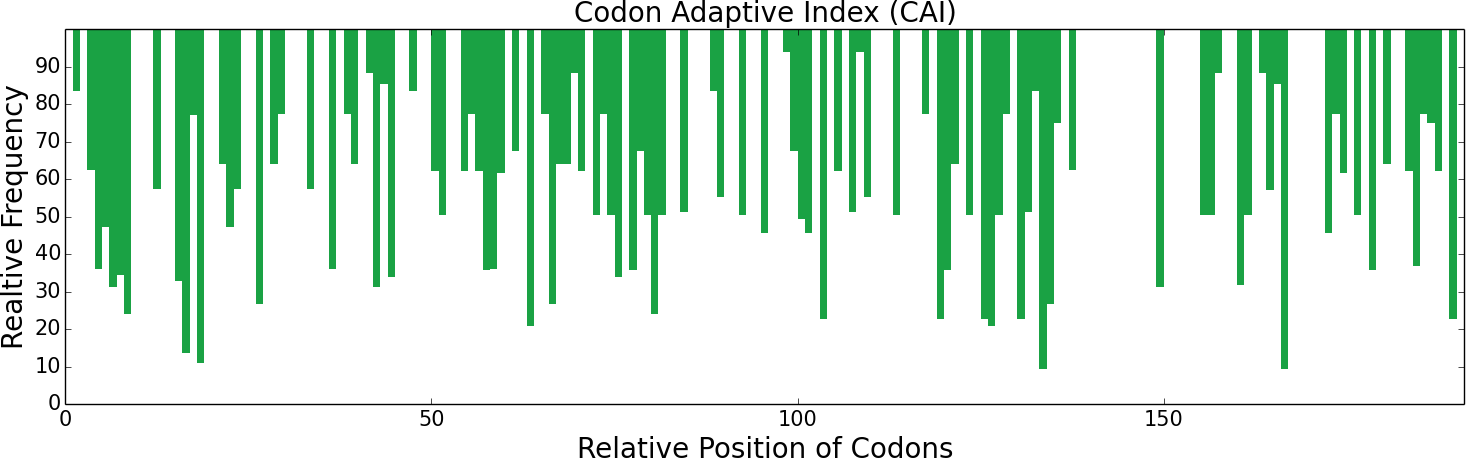 Codon Adaptive Index (CAI)
Realtive Frequency
90
80
70
60
50
40
30
20
10
0
0 50 100 150
Relative Position of Codons